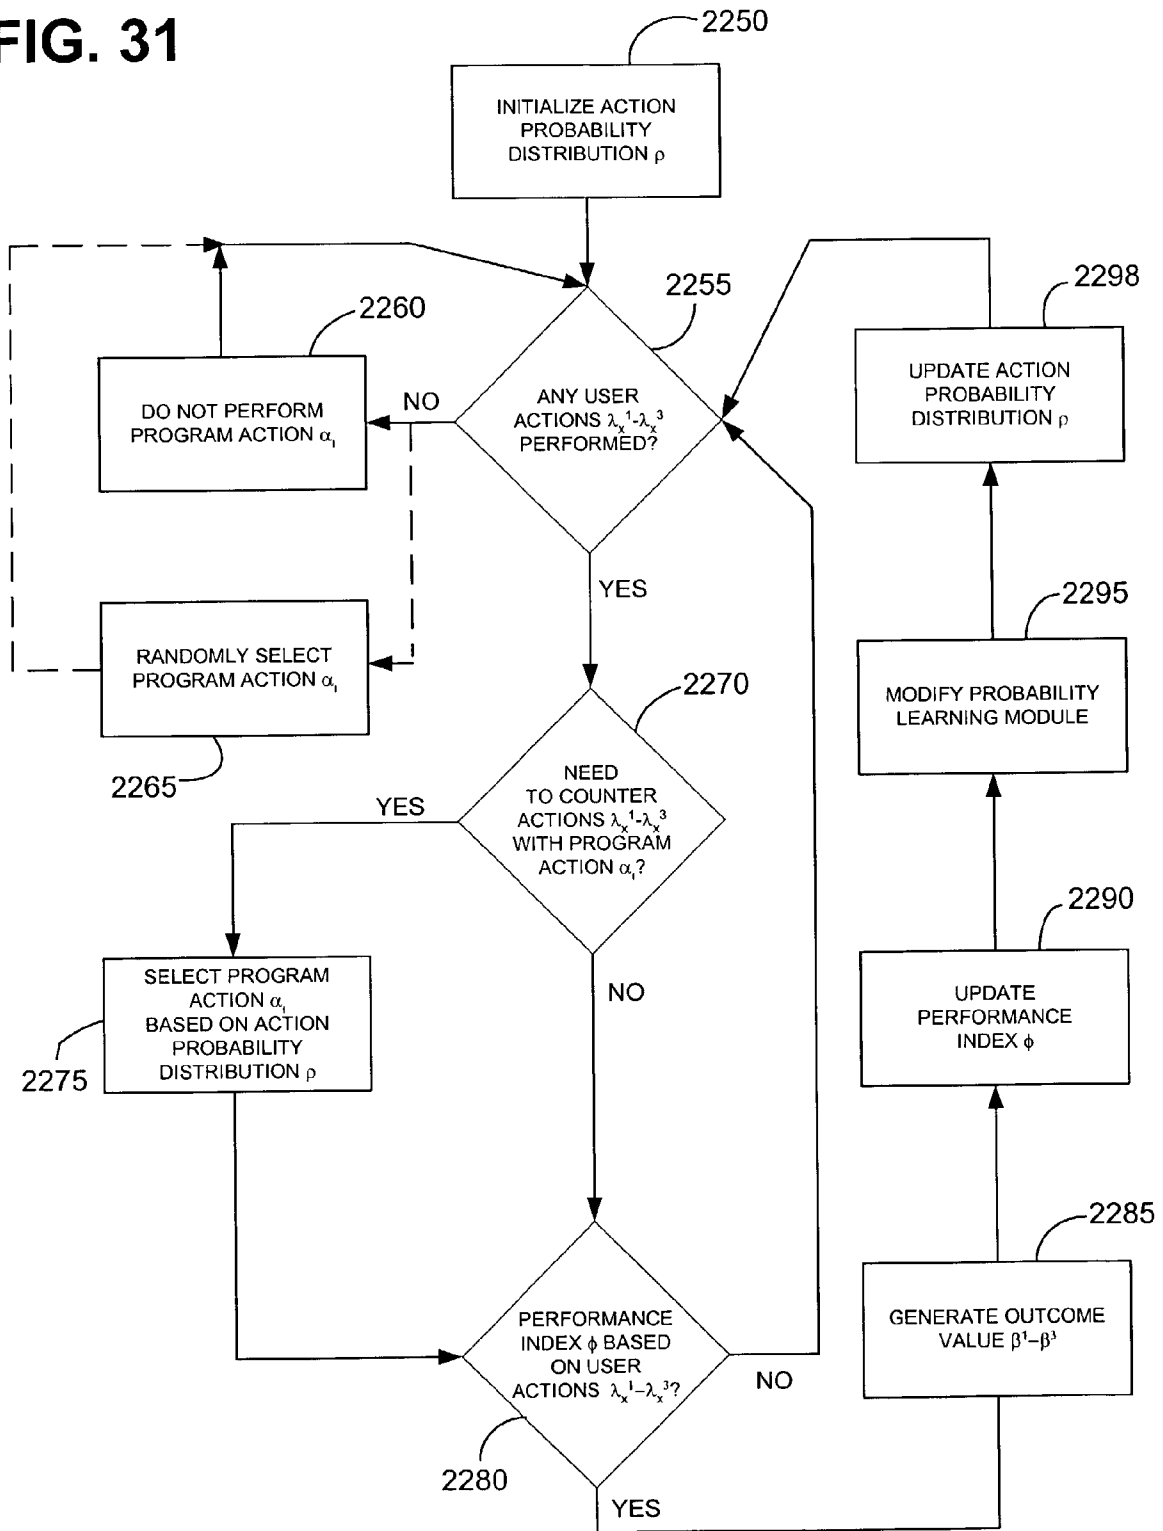 FIG. 31
2250
INITIALIZE ACTION
PROBABILITY
DISTRIBUTION ρ
2255
ANY USER
ACTIONS λx¹-λx³
PERFORMED?
NO
2260
DO NOT PERFORM
PROGRAM ACTION αi
RANDOMLY SELECT
PROGRAM ACTION αi
2265
YES
2270
NEED
TO COUNTER
ACTIONS λx¹-λx³
WITH PROGRAM
ACTION αi?
YES
SELECT PROGRAM
ACTION αi
BASED ON ACTION
PROBABILITY
DISTRIBUTION ρ
2275
NO
PERFORMANCE
INDEX ϕ BASED
ON USER
ACTIONS λx¹–λx³?
NO
2280
YES
2285
GENERATE OUTCOME
VALUE β¹–β³
2290
UPDATE
PERFORMANCE
INDEX ϕ
2295
MODIFY PROBABILITY
LEARNING MODULE
2298
UPDATE ACTION
PROBABILITY
DISTRIBUTION ρ